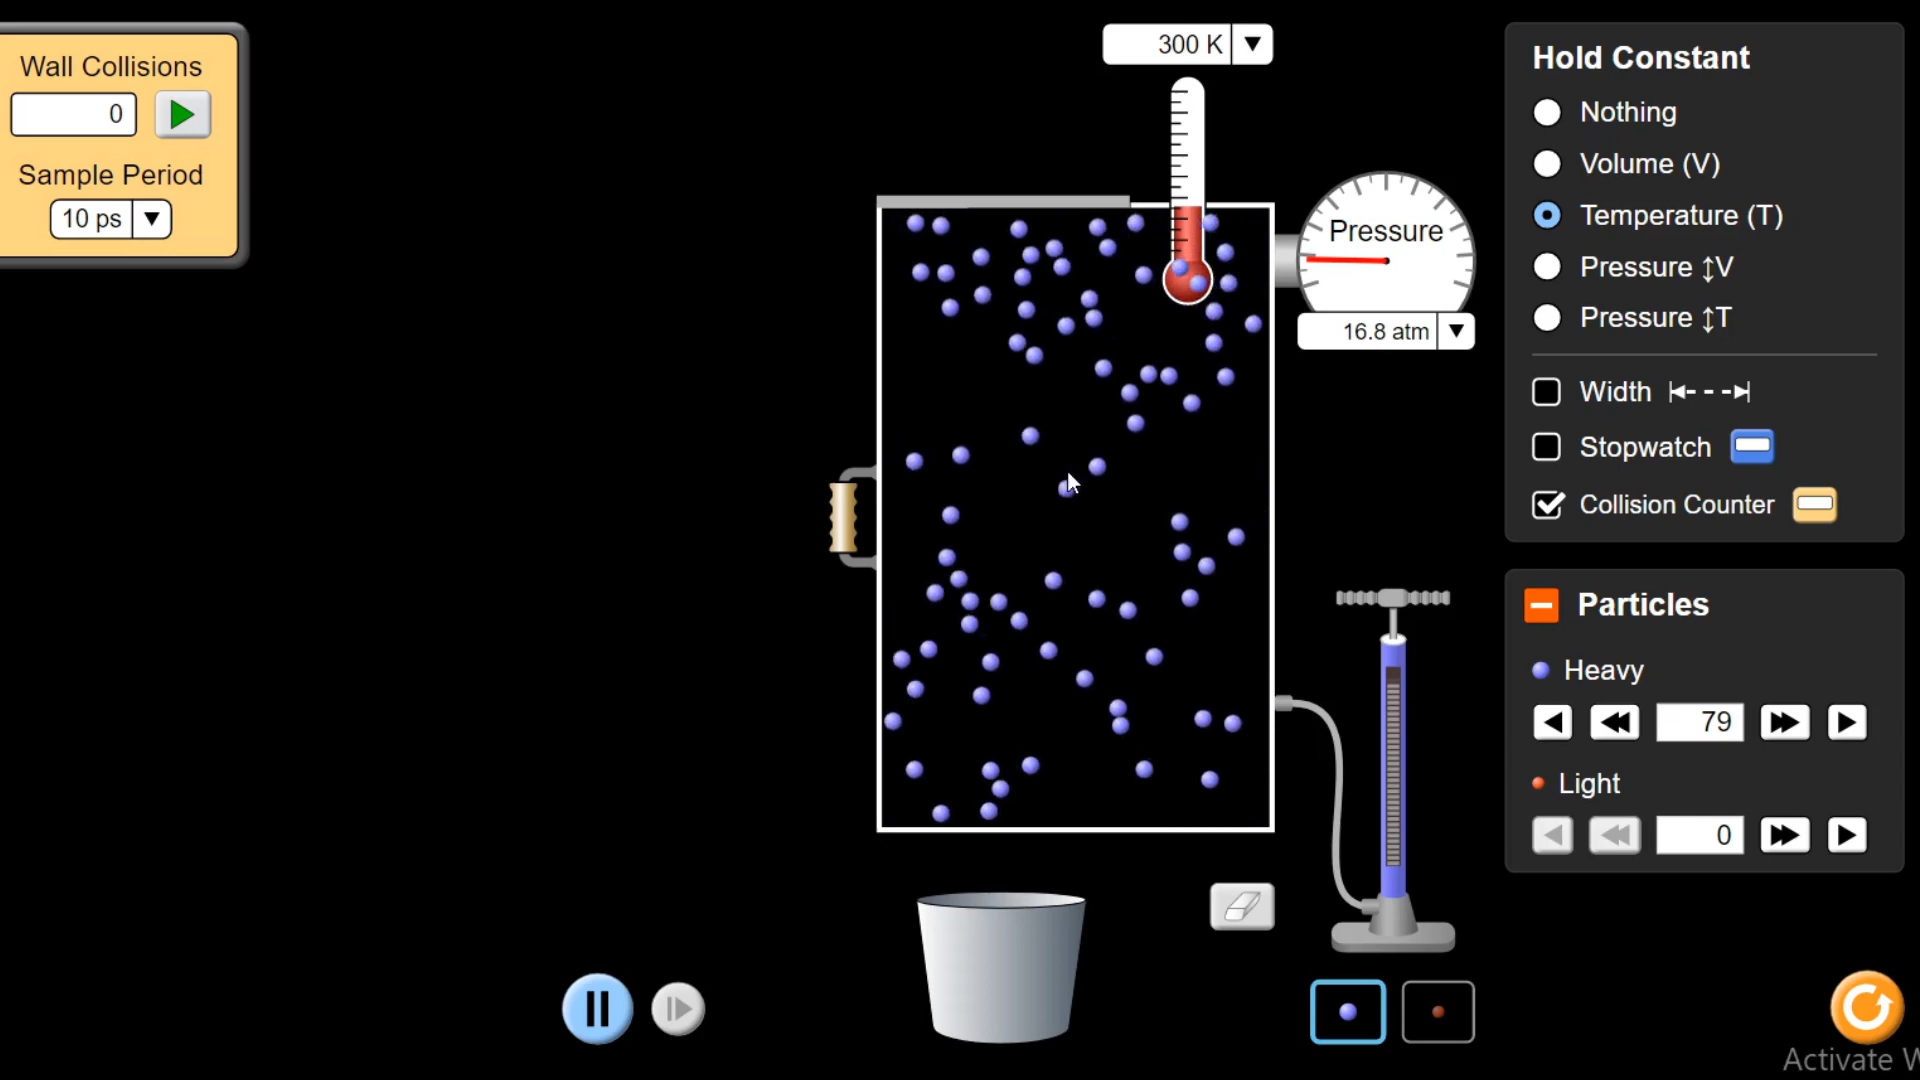 Wall Collisions
0
Sample Period
10 ps
300 K
Pressure
16.8 atm
Hold Constant
Nothing
Volume (V)
Temperature (T)
Pressure ↕V
Pressure ↕T
Width
Stopwatch
Collision Counter
Particles
Heavy
79
Light
0
Activate W